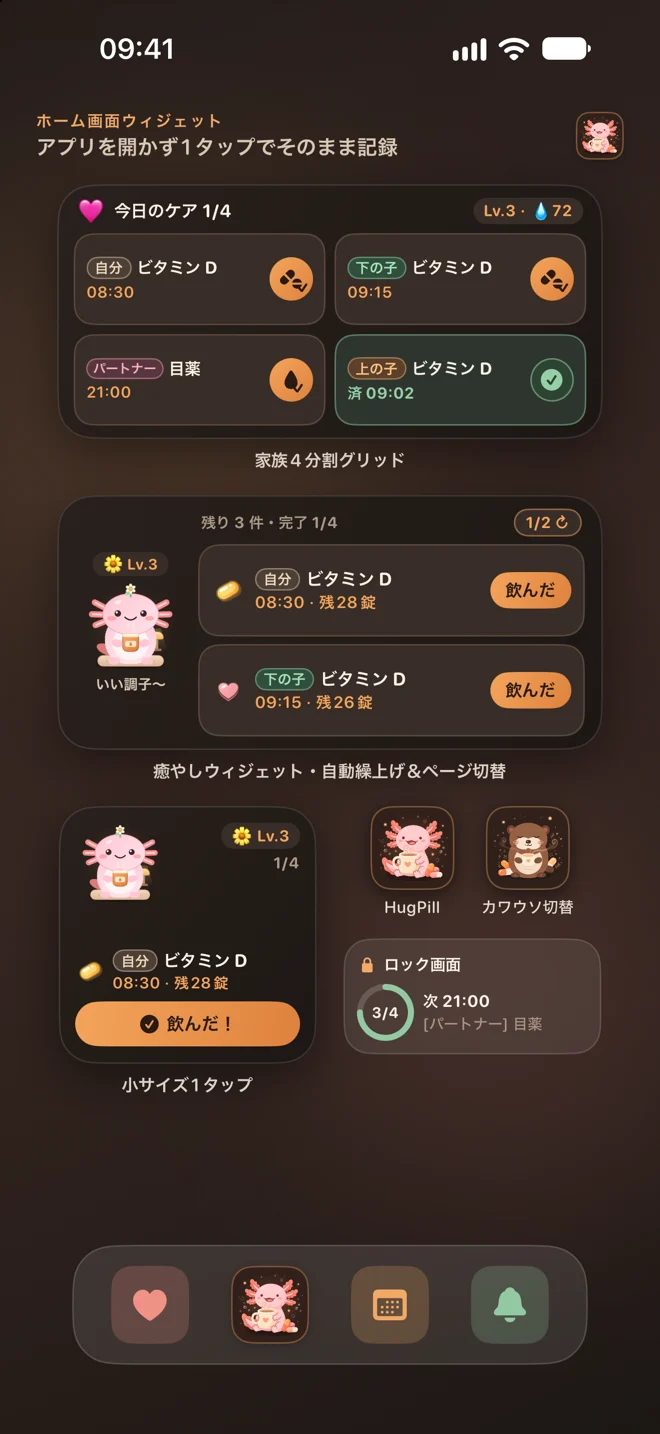 09:41
ホーム画面ウィジェット
アプリを開かず1タップでそのまま記録
今日のケア 1/4
Lv.3・💧72
自分 ビタミン D
08:30
下の子 ビタミン D
09:15
パートナー 目薬
21:00
上の子 ビタミン D
済 09:02
家族4分割グリッド
残り 3 件・完了 1/4
1/2
Lv.3
いい調子〜
自分 ビタミン D
08:30・残28錠
飲んだ
下の子 ビタミン D
09:15・残26錠
飲んだ
癒やしウィジェット・自動繰上げ&ページ切替
Lv.3
1/4
自分 ビタミン D
08:30・残28錠
飲んだ！
小サイズ1タップ
HugPill
カワウソ切替
ロック画面
3/4
次 21:00
[パートナー] 目薬